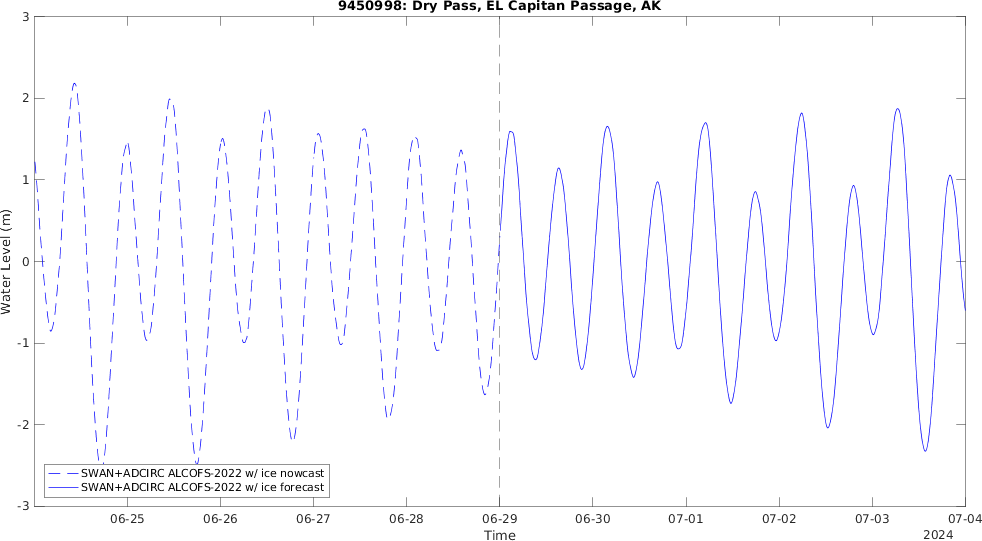 9450998: Dry Pass, EL Capitan Passage, AK
3
2
1
0
-1
-2
-3
Water Level (m)
SWAN+ADCIRC ALCOFS-2022 w/ ice nowcast
SWAN+ADCIRC ALCOFS-2022 w/ ice forecast
06-25 06-26 06-27 06-28 06-29 06-30 07-01 07-02 07-03 07-04
Time
2024